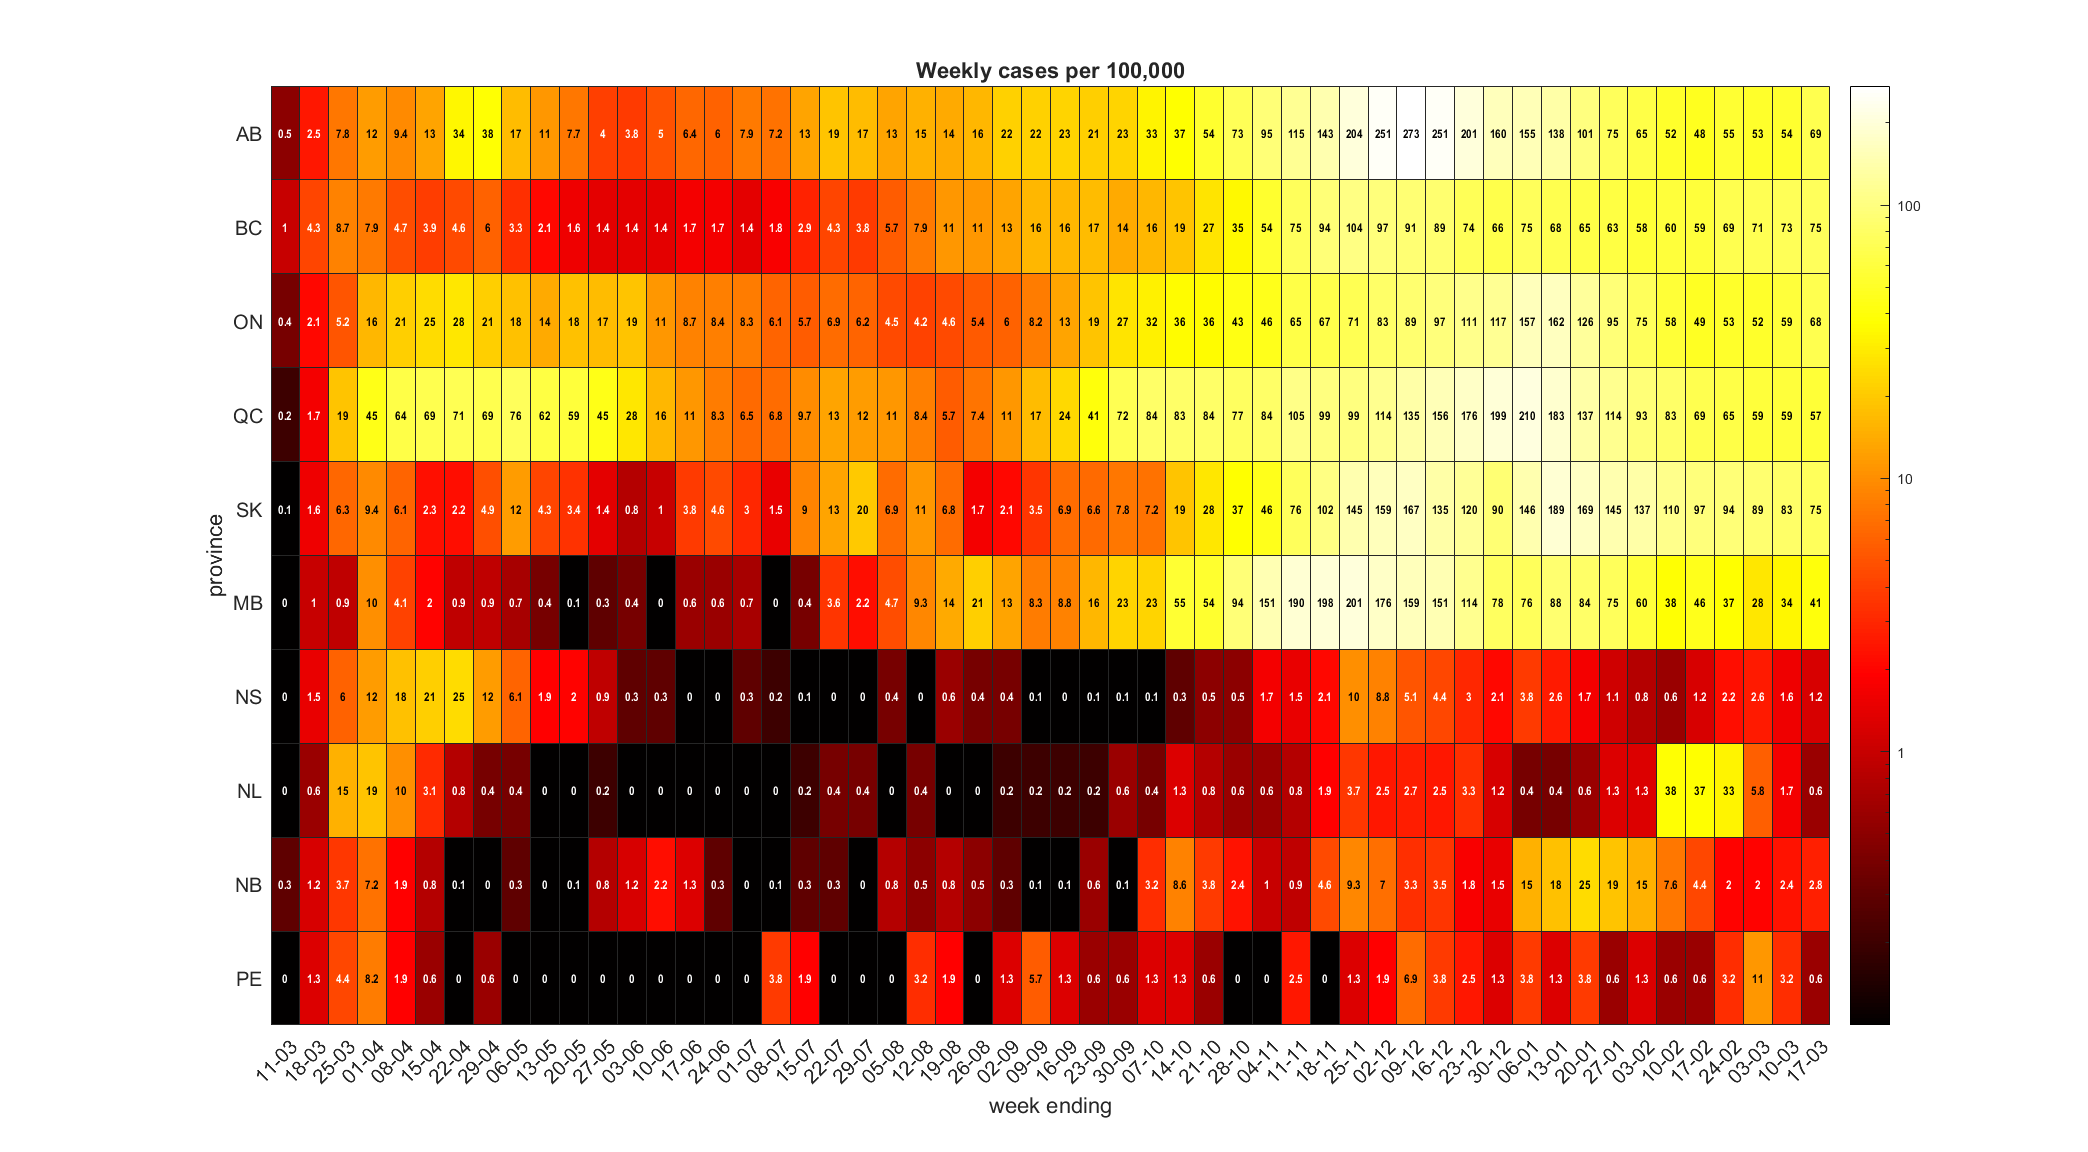 Weekly cases per 100,000
AB 0.5 2.5 7.8 12 9.4 13 34 38 17 11 7.7 4 3.8 5 6.4 6 7.9 7.2 13 19 17 13 15 14 16 22 22 23 21 23 33 37 54 73 95 115 143 204 251 273 251 201 160 155 138 101 75 65 52 48 55 53 54 69
BC 1 4.3 8.7 7.9 4.7 3.9 4.6 6 3.3 2.1 1.6 1.4 1.4 1.4 1.7 1.7 1.4 1.8 2.9 4.3 3.8 5.7 7.9 11 11 13 16 16 17 14 16 19 27 35 54 75 94 104 97 91 89 74 66 75 68 65 63 58 60 59 69 71 73 75
100
ON 0.4 2.1 5.2 16 21 25 28 21 18 14 18 17 19 11 8.7 8.4 8.3 6.1 5.7 6.9 6.2 4.5 4.2 4.6 5.4 6 8.2 13 19 27 32 36 36 43 46 65 67 71 83 89 97 111 117 157 162 126 95 75 58 49 53 52 59 68
QC 0.2 1.7 19 45 64 69 71 69 76 62 59 45 28 16 11 8.3 6.5 6.8 9.7 13 12 11 8.4 5.7 7.4 11 17 24 41 72 84 83 84 77 84 105 99 99 114 135 156 176 199 210 183 137 114 93 83 69 65 59 59 57
10
SK 0.1 1.6 6.3 9.4 6.1 2.3 2.2 4.9 12 4.3 3.4 1.4 0.8 1 3.8 4.6 3 1.5 9 13 20 6.9 11 6.8 1.7 2.1 3.5 6.9 6.6 7.8 7.2 19 28 37 46 76 102 145 159 167 135 120 90 146 189 169 145 137 110 97 94 89 83 75
province
MB 0 1 0.9 10 4.1 2 0.9 0.9 0.7 0.4 0.1 0.3 0.4 0 0.6 0.6 0.7 0 0.4 3.6 2.2 4.7 9.3 14 21 13 8.3 8.8 16 23 23 55 54 94 151 190 198 201 176 159 151 114 78 76 88 84 75 60 38 46 37 28 34 41
NS 0 1.5 6 12 18 21 25 12 6.1 1.9 2 0.9 0.3 0.3 0 0 0.3 0.2 0.1 0 0 0.4 0 0.6 0.4 0.4 0.1 0 0.1 0.1 0.1 0.3 0.5 0.5 1.7 1.5 2.1 10 8.8 5.1 4.4 3 2.1 3.8 2.6 1.7 1.1 0.8 0.6 1.2 2.2 2.6 1.6 1.2
1
NL 0 0.6 15 19 10 3.1 0.8 0.4 0.4 0 0 0.2 0 0 0 0 0 0 0.2 0.4 0.4 0 0.4 0 0 0.2 0.2 0.2 0.2 0.6 0.4 1.3 0.8 0.6 0.6 0.8 1.9 3.7 2.5 2.7 2.5 3.3 1.2 0.4 0.4 0.6 1.3 1.3 38 37 33 5.8 1.7 0.6
NB 0.3 1.2 3.7 7.2 1.9 0.8 0.1 0 0.3 0 0.1 0.8 1.2 2.2 1.3 0.3 0 0.1 0.3 0.3 0 0.8 0.5 0.8 0.5 0.3 0.1 0.1 0.6 0.1 3.2 8.6 3.8 2.4 1 0.9 4.6 9.3 7 3.3 3.5 1.8 1.5 15 18 25 19 15 7.6 4.4 2 2 2.4 2.8
PE 0 1.3 4.4 8.2 1.9 0.6 0 0.6 0 0 0 0 0 0 0 0 0 3.8 1.9 0 0 0 3.2 1.9 0 1.3 5.7 1.3 0.6 0.6 1.3 1.3 0.6 0 0 2.5 0 1.3 1.9 6.9 3.8 2.5 1.3 3.8 1.3 3.8 0.6 1.3 0.6 0.6 3.2 11 3.2 0.6
11-03 18-03 25-03 01-04 08-04 15-04 22-04 29-04 06-05 13-05 20-05 27-05 03-06 10-06 17-06 24-06 01-07 08-07 15-07 22-07 29-07 05-08 12-08 19-08 26-08 02-09 09-09 16-09 23-09 30-09 07-10 14-10 21-10 28-10 04-11 11-11 18-11 25-11 02-12 09-12 16-12 23-12 30-12 06-01 13-01 20-01 27-01 03-02 10-02 17-02 24-02 03-03 10-03 17-03
week ending